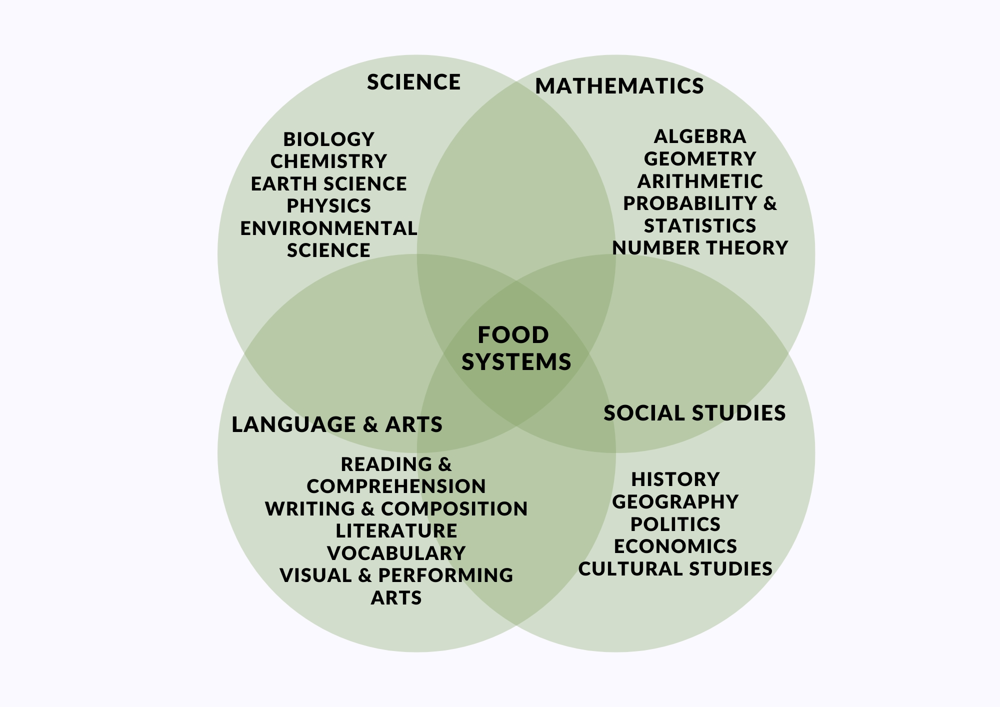 SCIENCE
BIOLOGY
CHEMISTRY
EARTH SCIENCE
PHYSICS
ENVIRONMENTAL
SCIENCE
MATHEMATICS
ALGEBRA
GEOMETRY
ARITHMETIC
PROBABILITY &
STATISTICS
NUMBER THEORY
FOOD
SYSTEMS
LANGUAGE & ARTS
READING &
COMPREHENSION
WRITING & COMPOSITION
LITERATURE
VOCABULARY
VISUAL & PERFORMING
ARTS
SOCIAL STUDIES
HISTORY
GEOGRAPHY
POLITICS
ECONOMICS
CULTURAL STUDIES